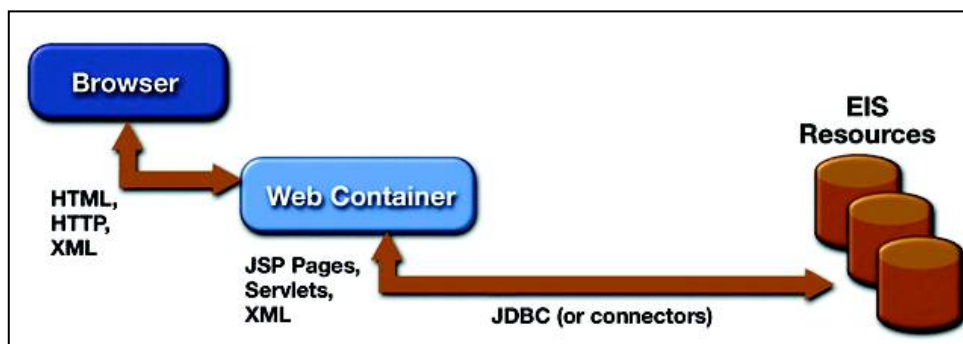 Browser
EIS
Resources
HTML,
HTTP,
XML
Web Container
JSP Pages,
Servlets,
XML
JDBC (or connectors)